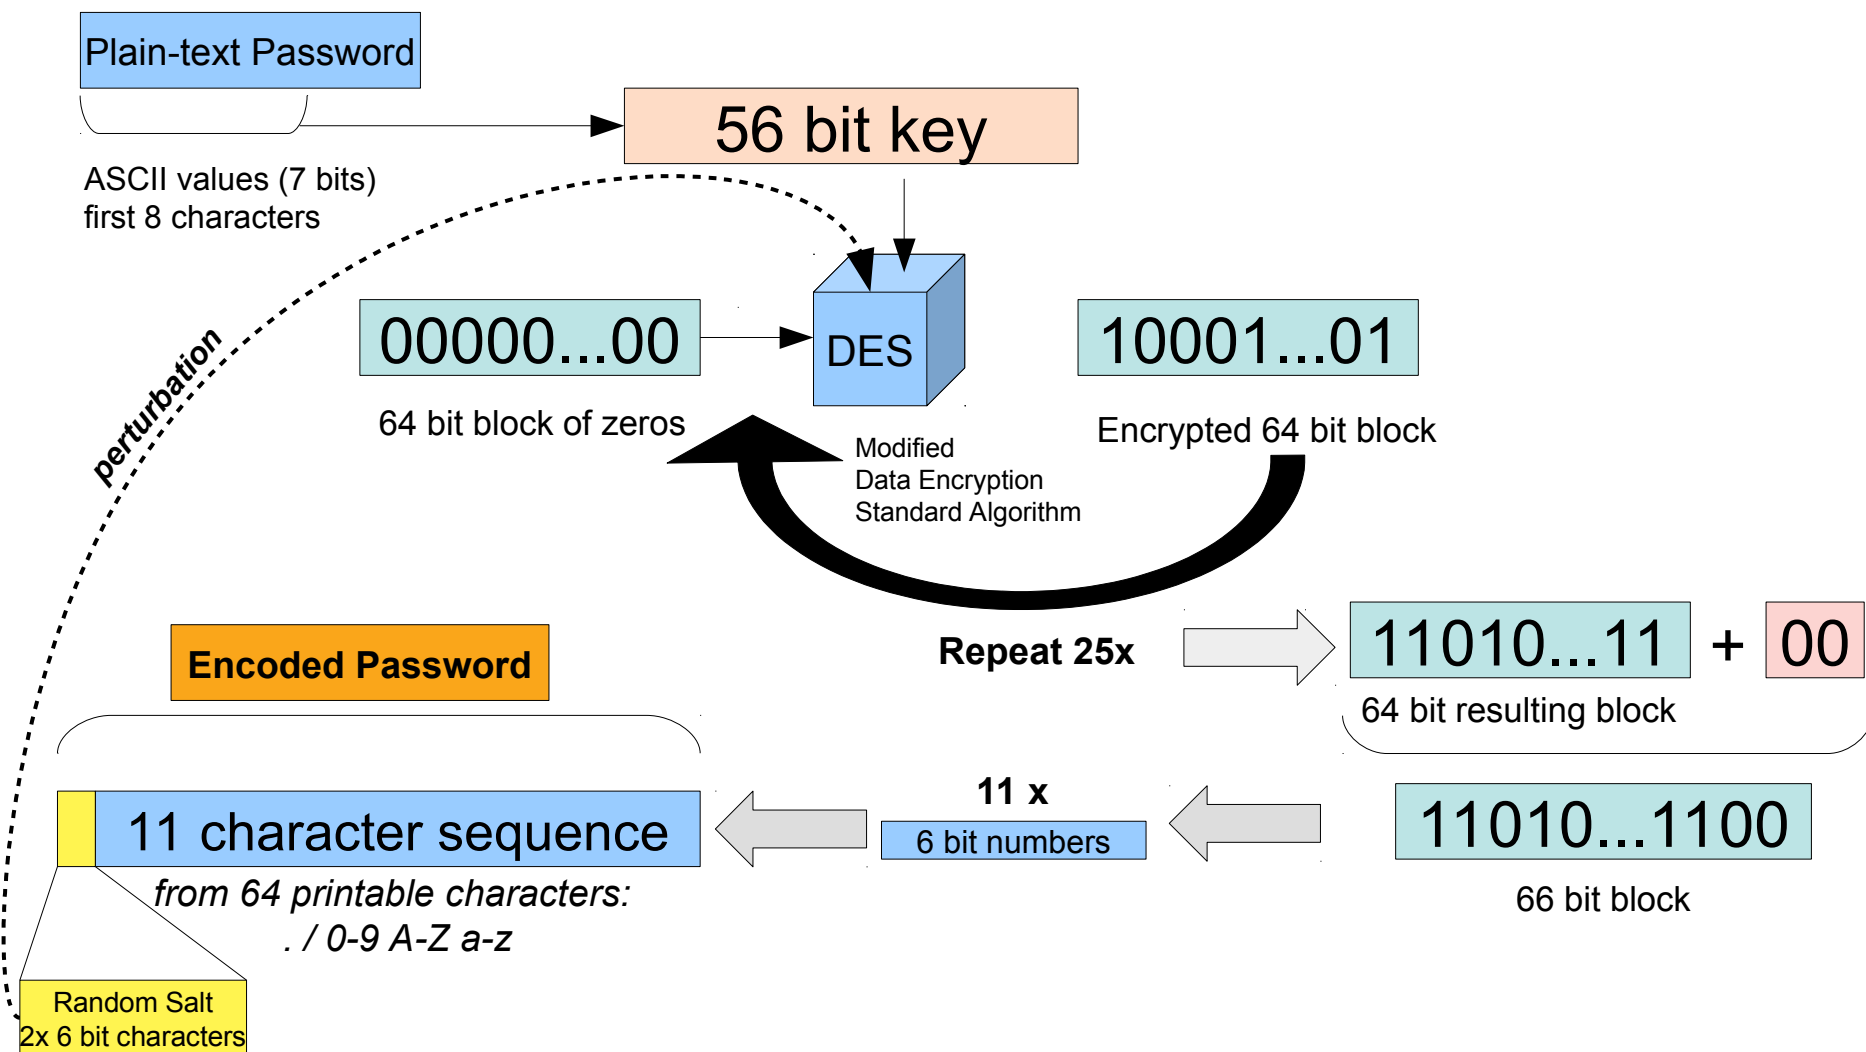 Plain-text Password
56 bit key
ASCII values (7 bits)
first 8 characters
perturbation
00000...00
DES
10001...01
64 bit block of zeros
Encrypted 64 bit block
Modified
Data Encryption
Standard Algorithm
Repeat 25x
11010...11 + 00
64 bit resulting block
Encoded Password
11 character sequence
11 x
6 bit numbers
11010...1100
66 bit block
from 64 printable characters:
. / 0-9 A-Z a-z
Random Salt
2x 6 bit characters